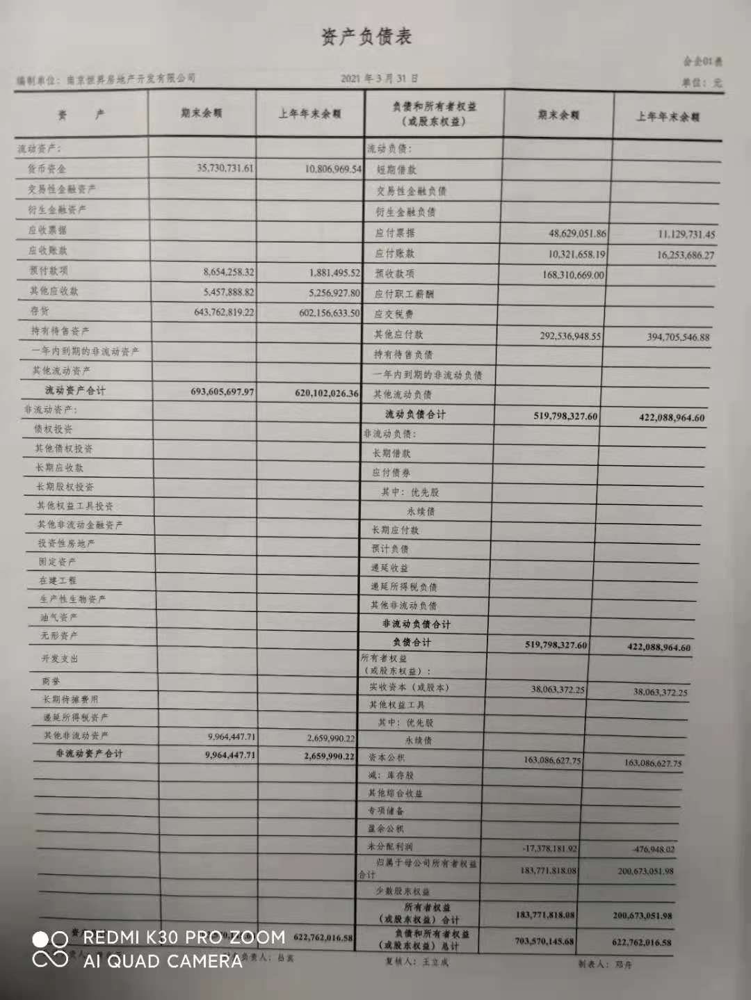 资产负债表
会企01表
编制单位：南京恒昇房地产开发有限公司 2021年3月31日 单位：元
资 产 期末余额 上年年末余额 负债和所有者权益（或股东权益） 期末余额 上年年末余额
流动资产： 流动负债：
货币资金 35,730,731.61 10,806,969.54 短期借款
交易性金融资产 交易性金融负债
衍生金融资产 衍生金融负债
应收票据 应付票据 48,629,051.86 11,129,731.45
应收账款 应付账款 10,321,658.19 16,253,686.27
预付款项 8,654,258.32 1,881,495.52 预收款项 168,310,669.00
其他应收款 5,457,888.82 5,256,927.80 应付职工薪酬
存货 643,762,819.22 602,156,633.50 应交税费
持有待售资产 其他应付款 292,536,948.55 394,705,546.88
一年内到期的非流动资产 持有待售负债
其他流动资产 一年内到期的非流动负债
流动资产合计 693,605,697.97 620,102,026.36 其他流动负债
非流动资产： 流动负债合计 519,798,327.60 422,088,964.60
债权投资 非流动负债：
其他债权投资 长期借款
长期应收款 应付债券
长期股权投资 其中：优先股
其他权益工具投资 永续债
其他非流动金融资产 长期应付款
投资性房地产 预计负债
固定资产 递延收益
在建工程 递延所得税负债
生产性生物资产 其他非流动负债
油气资产 非流动负债合计
无形资产 负债合计 519,798,327.60 422,088,964.60
开发支出 所有者权益（或股东权益）：
商誉 实收资本（或股本） 38,063,372.25 38,063,372.25
长期待摊费用 其他权益工具
递延所得税资产 其中：优先股
其他非流动资产 9,964,447.71 2,659,990.22 永续债
非流动资产合计 9,964,447.71 2,659,990.22 资本公积 163,086,627.75 163,086,627.75
减：库存股
其他综合收益
专项储备
盈余公积
未分配利润 -17,378,181.92 -476,948.02
归属于母公司所有者权益合计 183,771,818.08 200,673,051.98
少数股东权益
所有者权益（或股东权益）合计 183,771,818.08 200,673,051.98
622,762,016.58 负债和所有者权益（或股东权益）总计 703,570,145.68 622,762,016.58
负责人：吕宾 复核人：王立成 制表人：邓舟
REDMI K30 PRO ZOOM
AI QUAD CAMERA